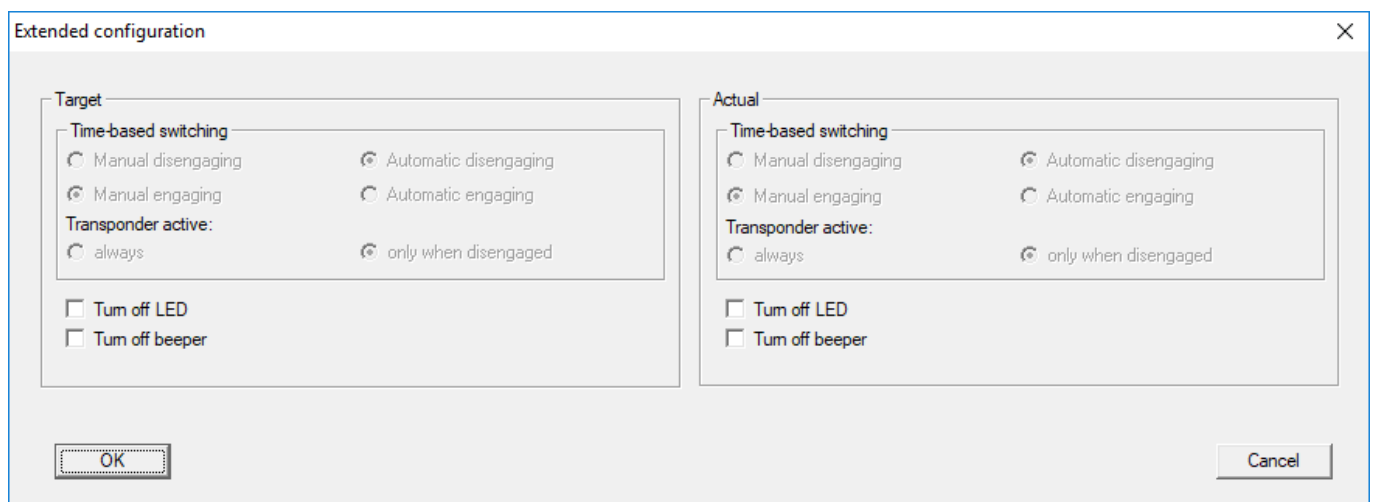 Extended configuration
Target
Time-based switching
Manual disengaging Automatic disengaging
Manual engaging Automatic engaging
Transponder active:
always only when disengaged
Turn off LED
Turn off beeper
Actual
Time-based switching
Manual disengaging Automatic disengaging
Manual engaging Automatic engaging
Transponder active:
always only when disengaged
Turn off LED
Turn off beeper
OK Cancel